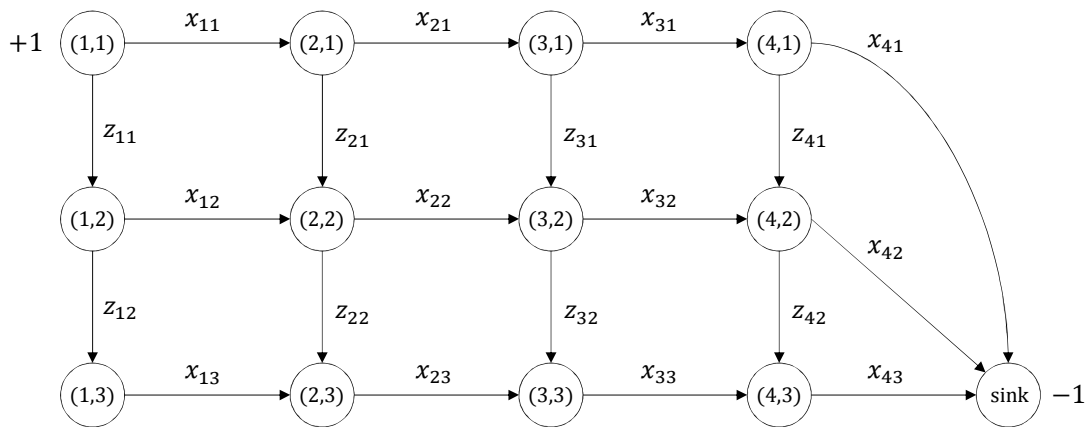 x₁₁ x₂₁ x₃₁ x₄₁
+1 (1,1) (2,1) (3,1) (4,1)
z₁₁ z₂₁ z₃₁ z₄₁
x₁₂ x₂₂ x₃₂
(1,2) (2,2) (3,2) (4,2)
x₄₂
z₁₂ z₂₂ z₃₂ z₄₂
x₁₃ x₂₃ x₃₃ x₄₃
(1,3) (2,3) (3,3) (4,3) sink −1